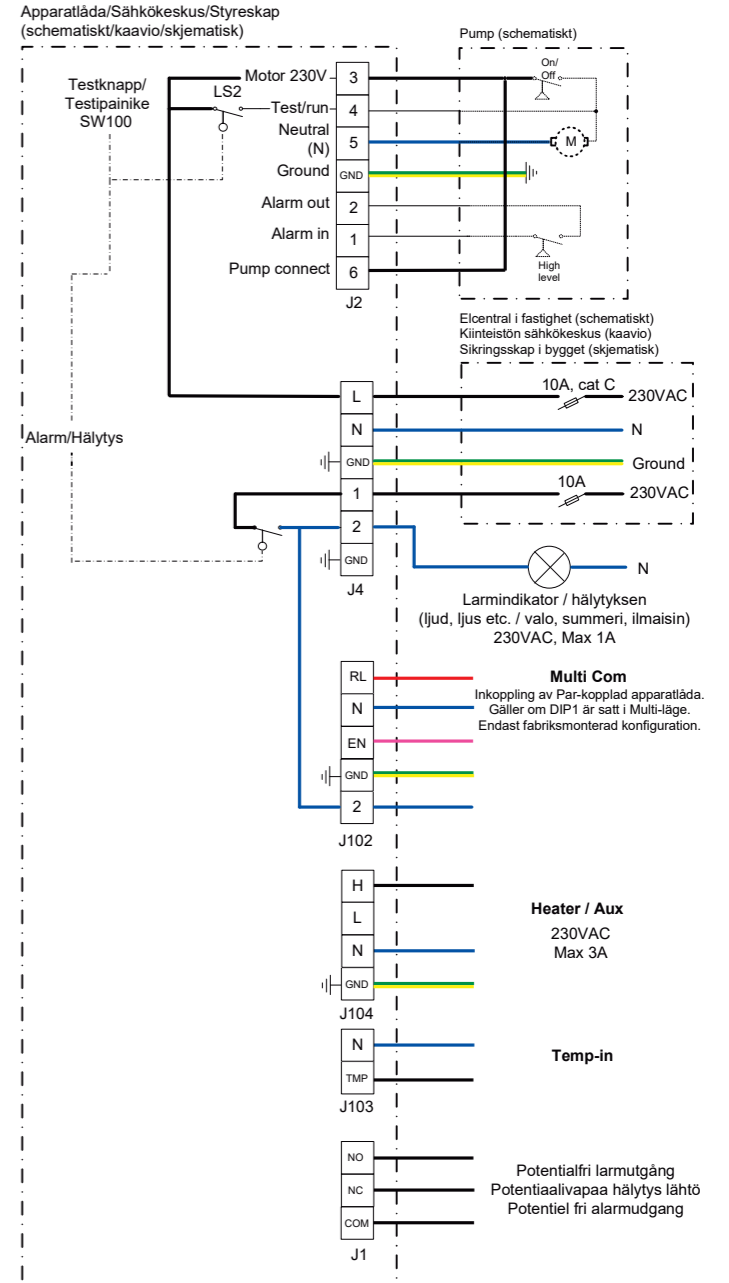 Apparatlåda/Sähkökeskus/Styreskap
(schematiskt/kaavio/skjematisk)
Pump (schematiskt)
Testknapp/
Testipainike
SW100
LS2
Motor 230V
3
Test/run
4
Neutral
(N)
5
Ground
GND
Alarm out
2
Alarm in
1
Pump connect
6
J2
On/
Off
M
High
level
Elcentral i fastighet (schematiskt)
Kiinteistön sähkökeskus (kaavio)
Sikringsskap i bygget (skjematisk)
L
10A, cat C
230VAC
N
N
GND
Ground
1
10A
230VAC
2
GND
J4
Alarm/Hälytys
N
Larmindikator / hälytyksen
(ljud, ljus etc. / valo, summeri, ilmaisin)
230VAC, Max 1A
RL
N
EN
GND
2
J102
Multi Com
Inkoppling av Par-kopplad apparatlåda.
Gäller om DIP1 är satt i Multi-läge.
Endast fabriksmonterad konfiguration.
H
L
N
GND
J104
Heater / Aux
230VAC
Max 3A
N
TMP
J103
Temp-in
NO
NC
COM
J1
Potentialfri larmutgång
Potentiaalivapaa hälytys lähtö
Potentiel fri alarmudgang